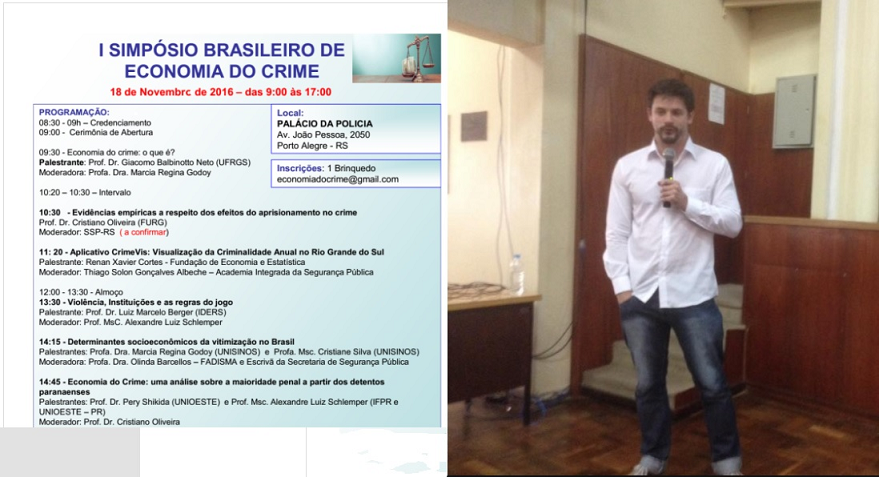 I SIMPÓSIO BRASILEIRO DE
ECONOMIA DO CRIME
18 de Novembrc de 2016 – das 9:00 às 17:00
PROGRAMAÇÃO:
08:30 - 09h – Credenciamento
09:00 - Cerimônia de Abertura
Local:
PALÁCIO DA POLICIA
Av. João Pessoa, 2050
Porto Alegre - RS
09:30 - Economia do crime: o que é?
Palestrante: Prof. Dr. Giacomo Balbinotto Neto (UFRGS)
Moderadora: Profa. Dra. Marcia Regina Godoy
Inscrições: 1 Brinquedo
economiadocrime@gmail.com
10:20 – 10:30 – Intervalo
10:30 - Evidências empíricas a respeito dos efeitos do aprisionamento no crime
Prof. Dr. Cristiano Oliveira (FURG)
Moderador: SSP-RS ( a confirmar)
11: 20 - Aplicativo CrimeVis: Visualização da Criminalidade Anual no Rio Grande do Sul
Palestrante: Renan Xavier Cortes - Fundação de Economia e Estatística
Moderador: Thiago Solon Gonçalves Albeche – Academia Integrada da Segurança Pública
12:00 - 13:30 - Almoço
13:30 - Violência, Instituições e as regras do jogo
Palestrante: Prof. Dr. Luiz Marcelo Berger (IDERS)
Moderador: Prof. MsC. Alexandre Luiz Schlemper
14:15 - Determinantes socioeconômicos da vitimização no Brasil
Palestrantes: Profa. Dra. Marcia Regina Godoy (UNISINOS) e Profa. Msc. Cristiane Silva (UNISINOS)
Moderadora: Profa. Dra. Olinda Barcellos – FADISMA e Escrivã da Secretaria de Segurança Pública
14:45 - Economia do Crime: uma análise sobre a maioridade penal a partir dos detentos
paranaenses
Palestrantes: Prof. Dr. Pery Shikida (UNIOESTE) e Prof. Msc. Alexandre Luiz Schlemper (IFPR e
UNIOESTE – PR)
Moderador: Prof. Dr. Cristiano Oliveira